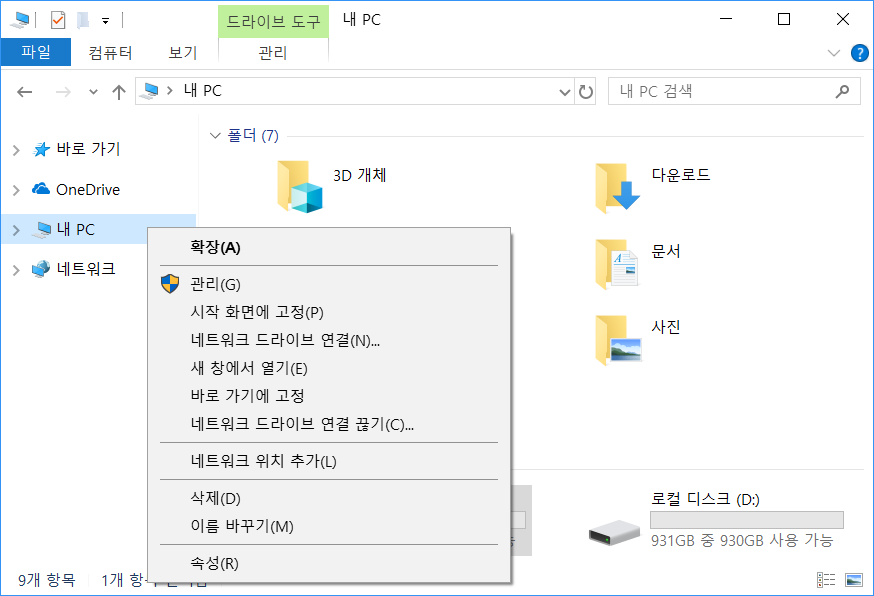 드라이브 도구
내 PC
파일
컴퓨터
보기
관리
내 PC
내 PC 검색
바로 가기
OneDrive
내 PC
네트워크
폴더 (7)
3D 개체
다운로드
문서
사진
확장(A)
관리(G)
시작 화면에 고정(P)
네트워크 드라이브 연결(N)...
새 창에서 열기(E)
바로 가기에 고정
네트워크 드라이브 연결 끊기(C)...
네트워크 위치 추가(L)
삭제(D)
이름 바꾸기(M)
속성(R)
로컬 디스크 (D:)
931GB 중 930GB 사용 가능
9개 항목
1개